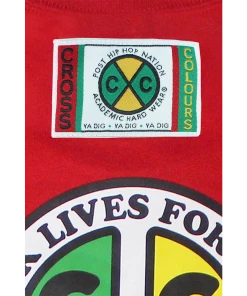 CROSS
POST HIP HOP NATION
C C
ACADEMIC HARD WEAR®
YA DIG + YA DIG + YA DIG
COLOURS
LIVES FOR
C C